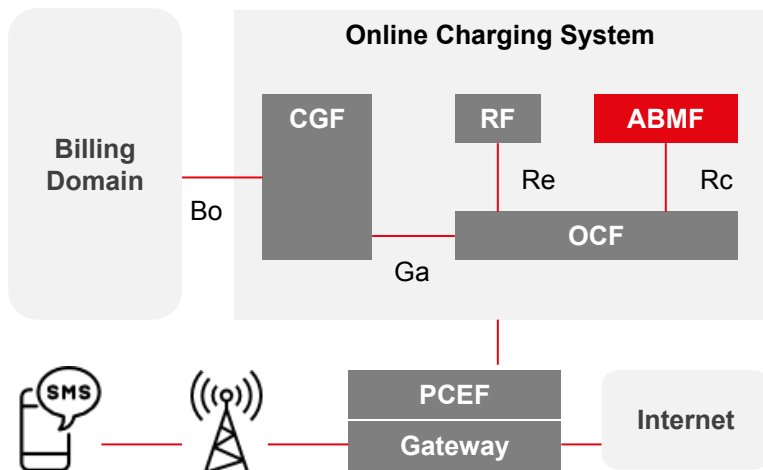 Online Charging System
Billing
Domain
CGF
RF
ABMF
Re
Rc
Bo
OCF
Ga
SMS
PCEF
Gateway
Internet